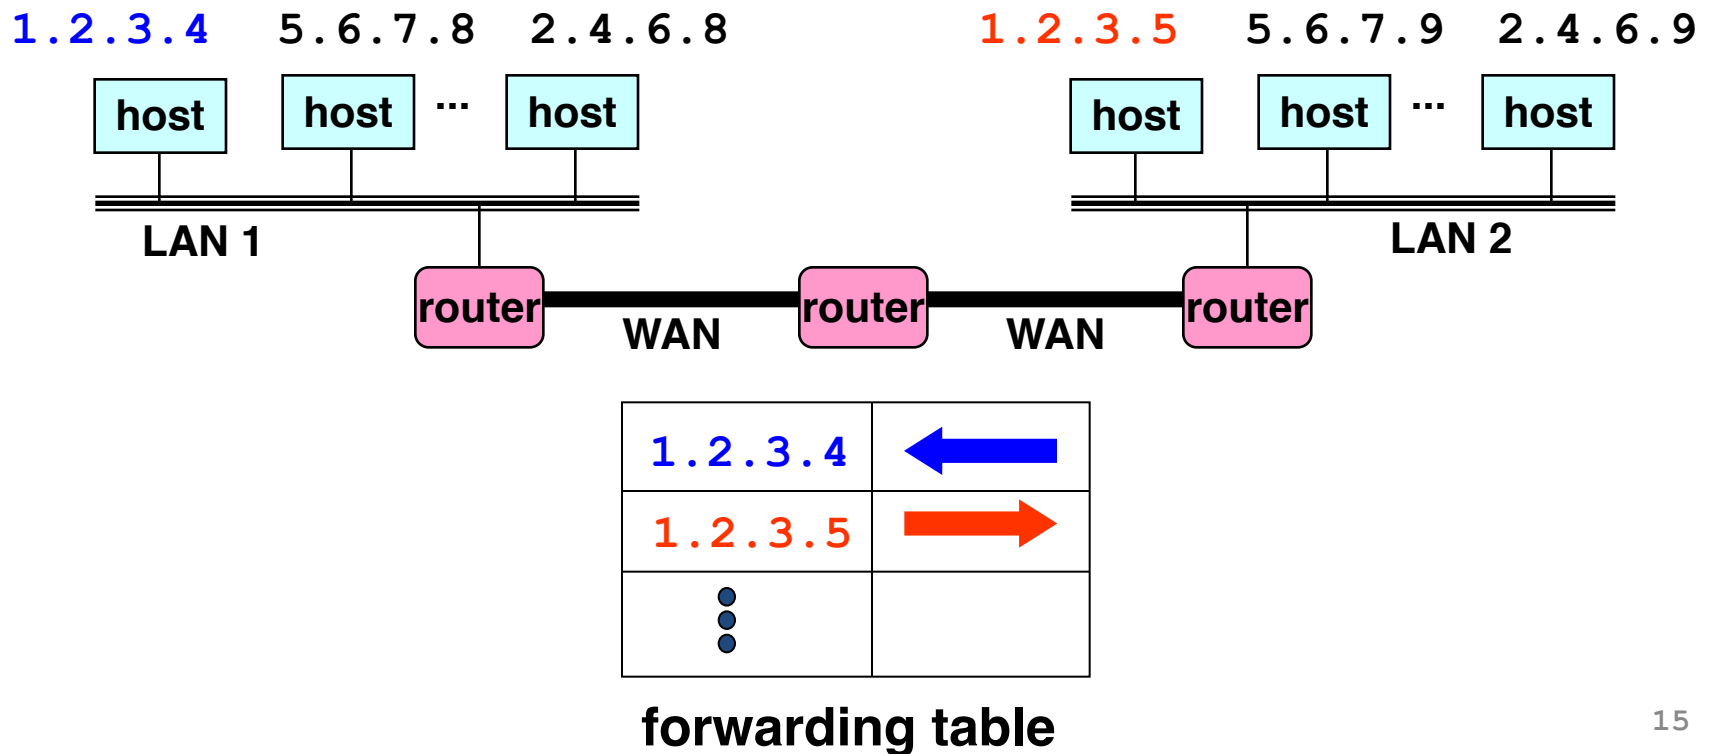 1.2.3.4 5.6.7.8 2.4.6.8 1.2.3.5 5.6.7.9 2.4.6.9
host host ... host host host ... host
LAN 1 LAN 2
router router router
WAN WAN
1.2.3.4
1.2.3.5
forwarding table
15